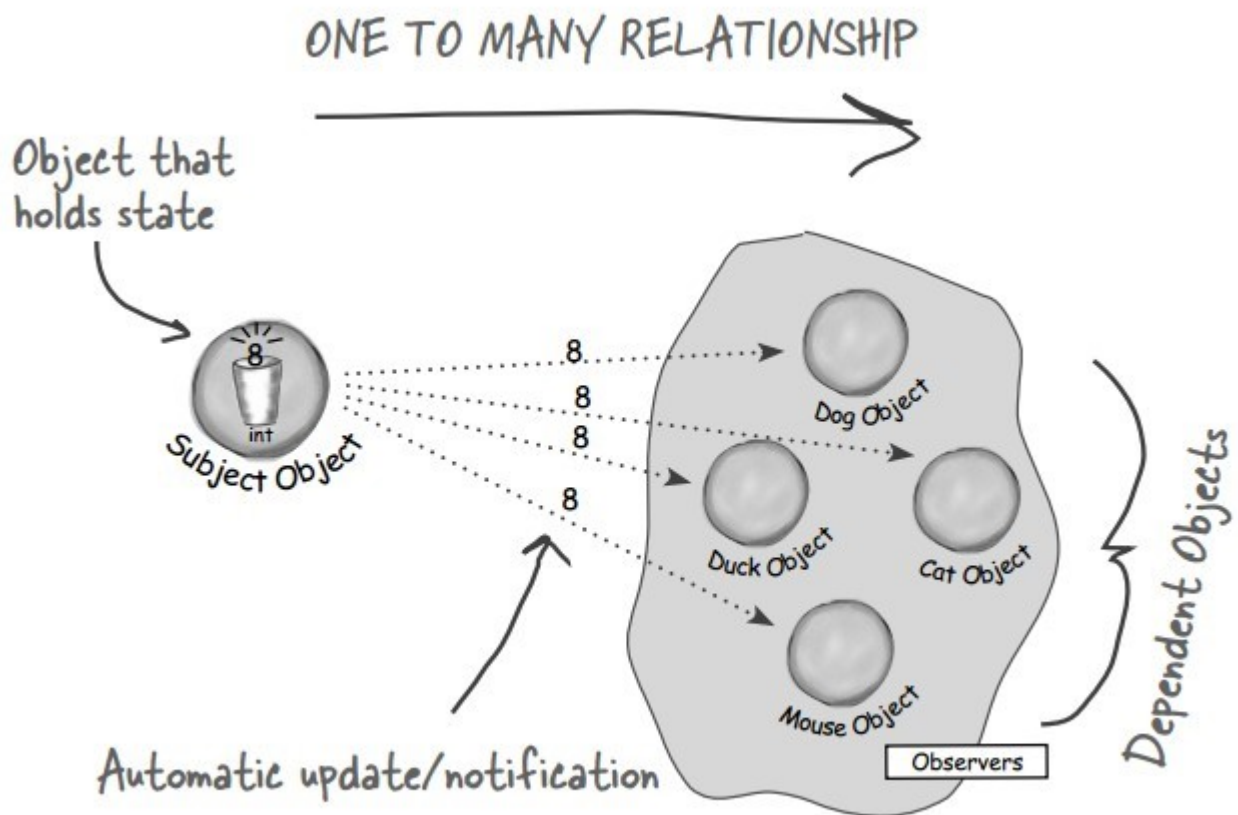 ONE TO MANY RELATIONSHIP
Object that
holds state
8
int
Subject Object
8
8
8
8
Dog Object
Duck Object
Cat Object
Mouse Object
Observers
Dependent Objects
Automatic update/notification